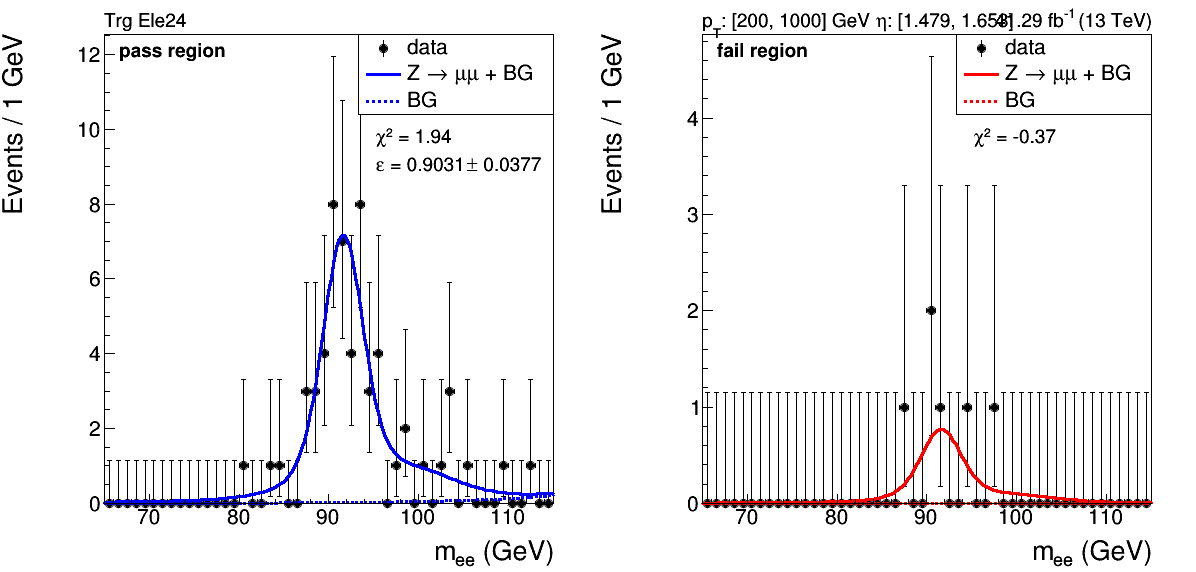 Trg Ele24
pass region
data
Z → μμ + BG
BG
χ² = 1.94
ε = 0.9031 ± 0.0377
Events / 1 GeV
12
10
8
6
4
2
0
70 80 90 100 110
m_ee (GeV)
p_T: [200, 1000] GeV η: [1.479, 1.653] .29 fb⁻¹ (13 TeV)
fail region
data
Z → μμ + BG
BG
χ² = -0.37
Events / 1 GeV
4
3
2
1
0
70 80 90 100 110
m_ee (GeV)